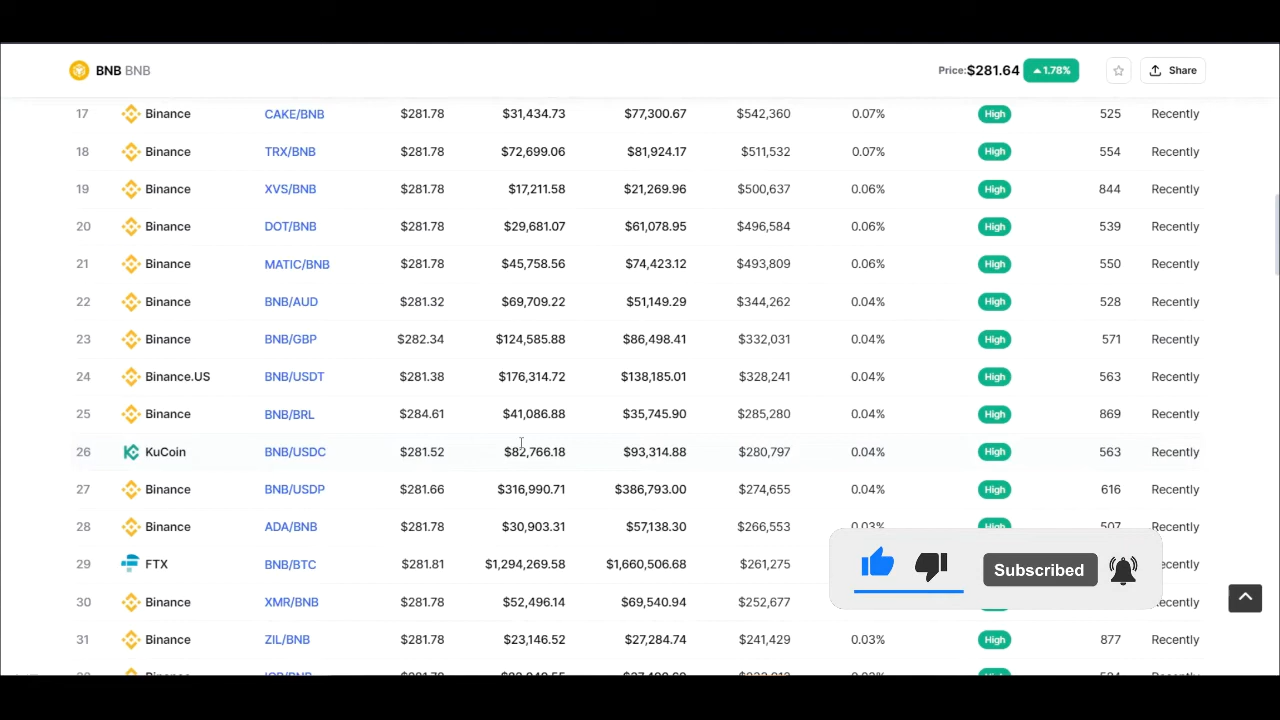 BNB BNB Price:$281.64 1.78% Share
17 Binance CAKE/BNB $281.78 $31,434.73 $77,300.67 $542,360 0.07% High 525 Recently
18 Binance TRX/BNB $281.78 $72,699.06 $81,924.17 $511,532 0.07% High 554 Recently
19 Binance XVS/BNB $281.78 $17,211.58 $21,269.96 $500,637 0.06% High 844 Recently
20 Binance DOT/BNB $281.78 $29,681.07 $61,078.95 $496,584 0.06% High 539 Recently
21 Binance MATIC/BNB $281.78 $45,758.56 $74,423.12 $493,809 0.06% High 550 Recently
22 Binance BNB/AUD $281.32 $69,709.22 $51,149.29 $344,262 0.04% High 528 Recently
23 Binance BNB/GBP $282.34 $124,585.88 $86,498.41 $332,031 0.04% High 571 Recently
24 Binance.US BNB/USDT $281.38 $176,314.72 $138,185.01 $328,241 0.04% High 563 Recently
25 Binance BNB/BRL $284.61 $41,086.88 $35,745.90 $285,280 0.04% High 869 Recently
26 KuCoin BNB/USDC $281.52 $82,766.18 $93,314.88 $280,797 0.04% High 563 Recently
27 Binance BNB/USDP $281.66 $316,990.71 $386,793.00 $274,655 0.04% High 616 Recently
28 Binance ADA/BNB $281.78 $30,903.31 $57,138.30 $266,553 0.03% High 507 Recently
29 FTX BNB/BTC $281.81 $1,294,269.58 $1,660,506.68 $261,275
Subscribed
30 Binance XMR/BNB $281.78 $52,496.14 $69,540.94 $252,677
31 Binance ZIL/BNB $281.78 $23,146.52 $27,284.74 $241,429 0.03% High 877 Recently